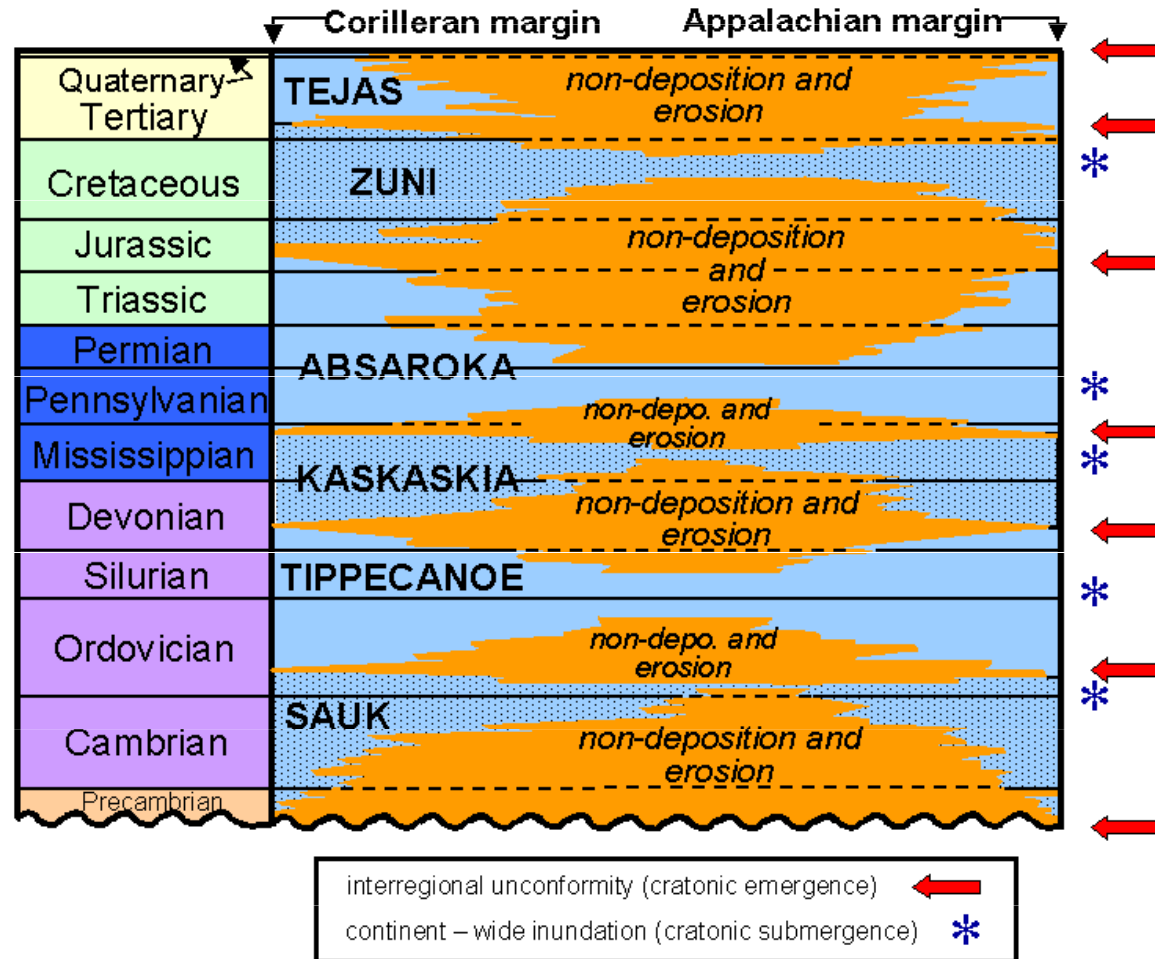 Corilleran margin Appalachian margin
Quaternary
Tertiary
TEJAS
non-deposition and
erosion
Cretaceous
ZUNI
Jurassic
non-deposition
and
erosion
Triassic
Permian
ABSAROKA
Pennsylvanian
non-depo. and
erosion
Mississippian
KASKASKIA
Devonian
non-deposition and
erosion
Silurian
TIPPECANOE
Ordovician
non-depo. and
erosion
SAUK
Cambrian
non-deposition and
erosion
Precambrian
interregional unconformity (cratonic emergence)
continent – wide inundation (cratonic submergence) *